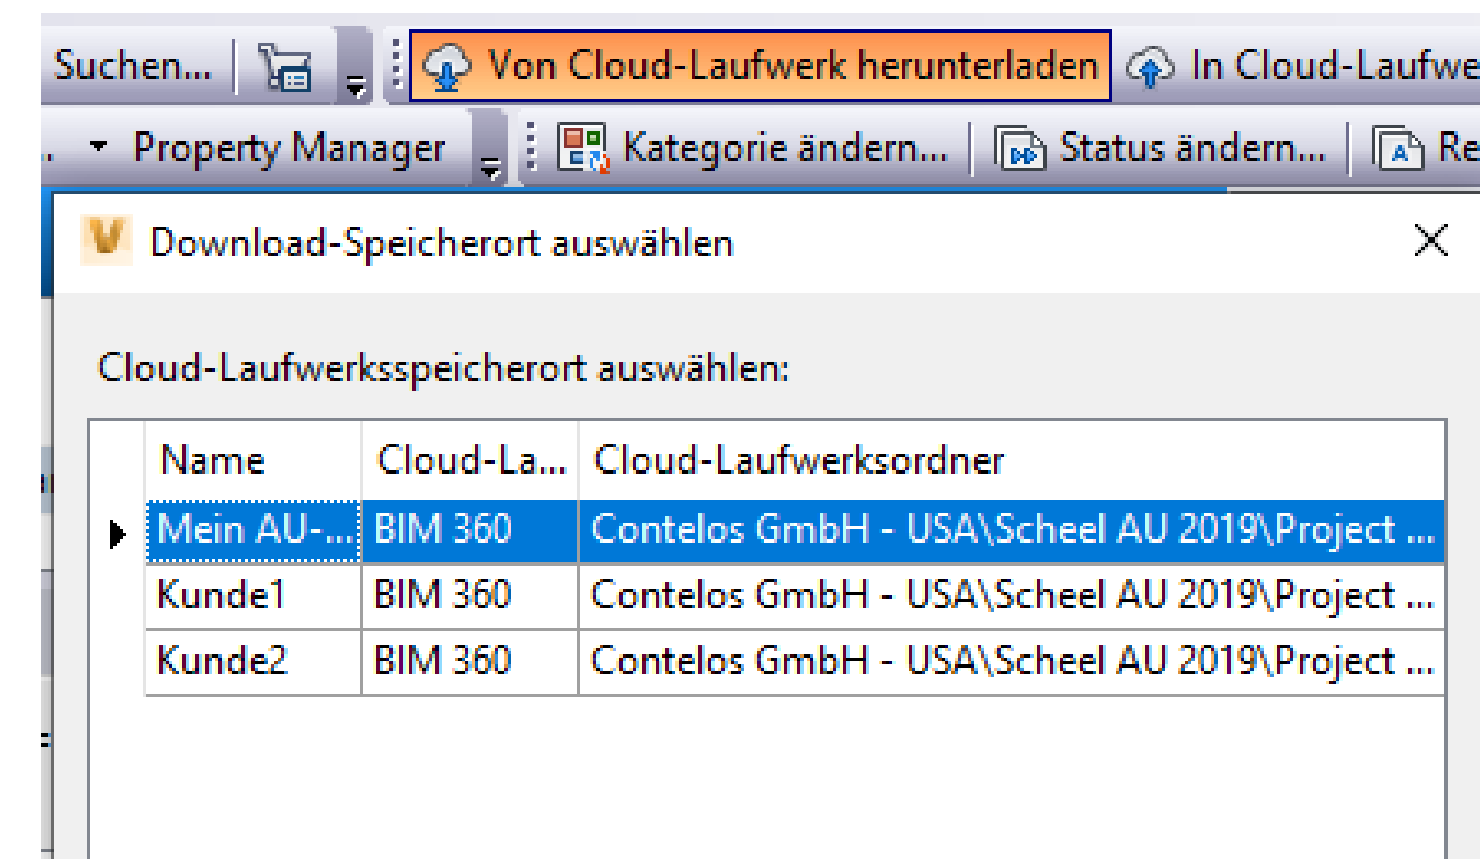 Suchen... Von Cloud-Laufwerk herunterladen In Cloud-Laufwe
... Property Manager Kategorie ändern... Status ändern... A Re
Download-Speicherort auswählen
Cloud-Laufwerksspeicherort auswählen:
Name Cloud-La... Cloud-Laufwerksordner
Mein AU-... BIM 360 Contelos GmbH - USA\Scheel AU 2019\Project ...
Kunde1 BIM 360 Contelos GmbH - USA\Scheel AU 2019\Project ...
Kunde2 BIM 360 Contelos GmbH - USA\Scheel AU 2019\Project ...